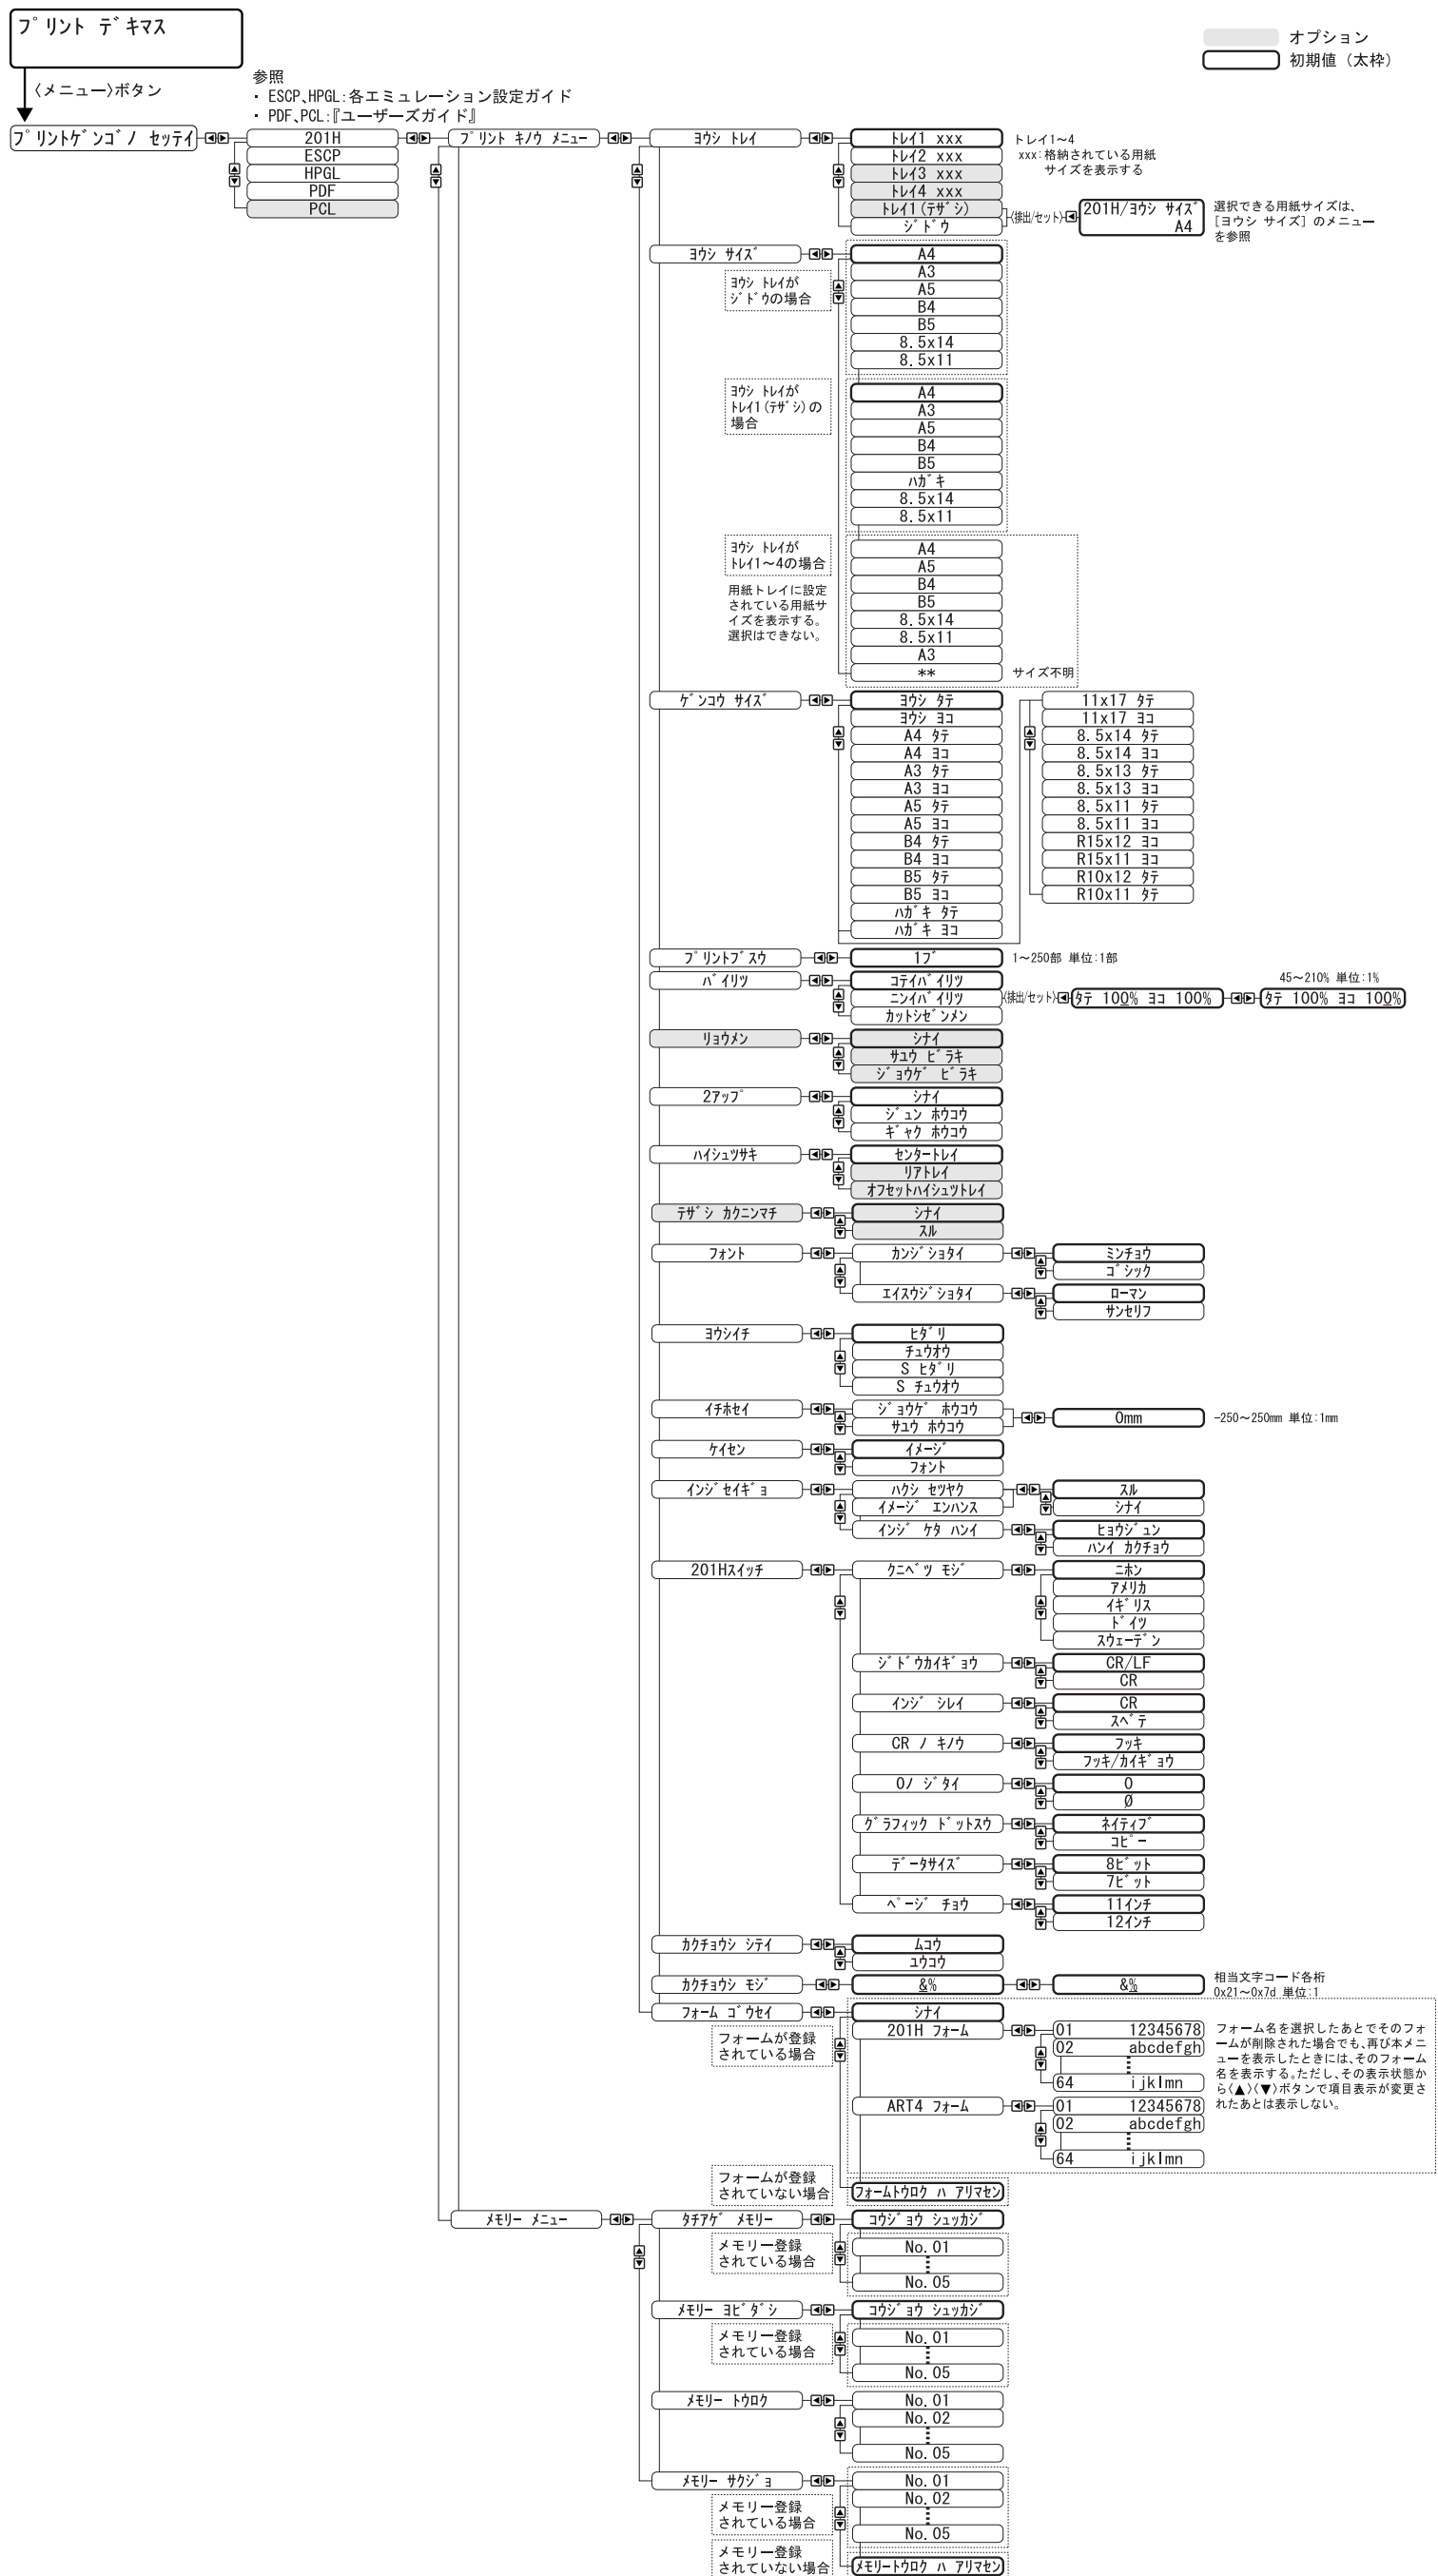 ﾌﾟﾘﾝﾄ ﾃﾞｷﾏｽ
オプション
初期値（太枠）
〈メニュー〉ボタン
参照
・ ESCP、HPGL：各エミュレーション設定ガイド
・ PDF、PCL：『ユーザーズガイド』
ﾌﾟﾘﾝﾄｹﾞﾝｺﾞﾉ ｾｯﾃｲ
201H
ESCP
HPGL
PDF
PCL
ﾌﾟﾘﾝﾄ ｷﾉｳ ﾒﾆｭｰ
ﾖｳｼ ﾄﾚｲ
ﾄﾚｲ1 xxx
ﾄﾚｲ2 xxx
ﾄﾚｲ3 xxx
ﾄﾚｲ4 xxx
ﾄﾚｲ1(ﾃｻﾞｼ)
ｼﾞﾄﾞｳ
トレイ1～4
xxx：格納されている用紙
サイズを表示する
〈排出/セット〉
201H/ﾖｳｼ ｻｲｽﾞ
A4
選択できる用紙サイズは、
［ヨウシ サイズ］のメニュー
を参照
ﾖｳｼ ｻｲｽﾞ
ﾖｳｼ ﾄﾚｲが
ｼﾞﾄﾞｳの場合
A4
A3
A5
B4
B5
8.5x14
8.5x11
ﾖｳｼ ﾄﾚｲが
ﾄﾚｲ1(ﾃｻﾞｼ)の
場合
A4
A3
A5
B4
B5
ﾊｶﾞｷ
8.5x14
8.5x11
ﾖｳｼ ﾄﾚｲが
ﾄﾚｲ1～4の場合
用紙トレイに設定
されている用紙サ
イズを表示する。
選択はできない。
A4
A5
B4
B5
8.5x14
8.5x11
A3
**
サイズ不明
ｹﾞﾝｺｳ ｻｲｽﾞ
ﾖｳｼ ﾀﾃ
ﾖｳｼ ﾖｺ
A4 ﾀﾃ
A4 ﾖｺ
A3 ﾀﾃ
A3 ﾖｺ
A5 ﾀﾃ
A5 ﾖｺ
B4 ﾀﾃ
B4 ﾖｺ
B5 ﾀﾃ
B5 ﾖｺ
ﾊｶﾞｷ ﾀﾃ
ﾊｶﾞｷ ﾖｺ
11x17 ﾀﾃ
11x17 ﾖｺ
8.5x14 ﾀﾃ
8.5x14 ﾖｺ
8.5x13 ﾀﾃ
8.5x13 ﾖｺ
8.5x11 ﾀﾃ
8.5x11 ﾖｺ
R15x12 ﾖｺ
R15x11 ﾖｺ
R10x12 ﾀﾃ
R10x11 ﾀﾃ
ﾌﾟﾘﾝﾄﾌﾞｽｳ
1ﾌﾞ
1～250部 単位：1部
ﾊﾞｲﾘﾂ
ｺﾃｲﾊﾞｲﾘﾂ
ﾆﾝｲﾊﾞｲﾘﾂ
ｶｯﾄｼｾﾞﾝﾒﾝ
〈排出/セット〉
ﾀﾃ 100% ﾖｺ 100%
45～210% 単位：1%
ﾀﾃ 100% ﾖｺ 100%
ﾘｮｳﾒﾝ
ｼﾅｲ
ｻﾕｳ ﾋﾞﾗｷ
ｼﾞｮｳｹﾞ ﾋﾞﾗｷ
2ｱｯﾌﾟ
ｼﾅｲ
ｼﾞｭﾝ ﾎｳｺｳ
ｷﾞｬｸ ﾎｳｺｳ
ﾊｲｼｭﾂｻｷ
ｾﾝﾀｰﾄﾚｲ
ﾘｱﾄﾚｲ
ｵﾌｾｯﾄﾊｲｼｭﾂﾄﾚｲ
ﾃｻﾞｼ ｶｸﾆﾝﾏﾁ
ｼﾅｲ
ｽﾙ
ﾌｫﾝﾄ
ｶﾝｼﾞｼｮﾀｲ
ﾐﾝﾁｮｳ
ｺﾞｼｯｸ
ｴｲｽｳｼﾞｼｮﾀｲ
ﾛｰﾏﾝ
ｻﾝｾﾘﾌ
ﾖｳｼｲﾁ
ﾋﾀﾞﾘ
ﾁｭｳｵｳ
S ﾋﾀﾞﾘ
S ﾁｭｳｵｳ
ｲﾁﾎｾｲ
ｼﾞｮｳｹﾞ ﾎｳｺｳ
ｻﾕｳ ﾎｳｺｳ
0mm
-250～250mm 単位：1mm
ｹｲｾﾝ
ｲﾒｰｼﾞ
ﾌｫﾝﾄ
ｲﾝｼﾞｾｲｷﾞｮ
ﾊｸｼ ｾﾂﾔｸ
ｲﾒｰｼﾞ ｴﾝﾊﾝｽ
ｽﾙ
ｼﾅｲ
ｲﾝｼﾞ ｹﾀ ﾊﾝｲ
ﾋｮｳｼﾞｭﾝ
ﾊﾝｲ ｶｸﾁｮｳ
201Hｽｲｯﾁ
ｸﾆﾍﾞﾂ ﾓｼﾞ
ﾆﾎﾝ
ｱﾒﾘｶ
ｲｷﾞﾘｽ
ﾄﾞｲﾂ
ｽｳｪｰﾃﾞﾝ
ｼﾞﾄﾞｳｶｲｷﾞｮｳ
CR/LF
CR
ｲﾝｼﾞ ｼﾚｲ
CR
ｽﾍﾞﾃ
CR ﾉ ｷﾉｳ
ﾌｯｷ
ﾌｯｷ/ｶｲｷﾞｮｳ
0ﾉ ｼﾞﾀｲ
0
Ø
ｸﾞﾗﾌｨｯｸ ﾄﾞｯﾄｽｳ
ﾈｲﾃｨﾌﾞ
ｺﾋﾟｰ
ﾃﾞｰﾀｻｲｽﾞ
8ﾋﾞｯﾄ
7ﾋﾞｯﾄ
ﾍﾟｰｼﾞ ﾁｮｳ
11ｲﾝﾁ
12ｲﾝﾁ
ｶｸﾁｮｳｼ ｼﾃｲ
ﾑｺｳ
ﾕｳｺｳ
ｶｸﾁｮｳｼ ﾓｼﾞ
&%
&%
相当文字コード各桁
0x21～0x7d 単位：1
ﾌｫｰﾑ ｺﾞｳｾｲ
フォームが登録
されている場合
ｼﾅｲ
201H ﾌｫｰﾑ
01 12345678
02 abcdefgh
64 ijklmn
フォーム名を選択したあとでそのフォ
ームが削除された場合でも、再び本メニ
ューを表示したときには、そのフォーム
名を表示する。ただし、その表示状態か
ら〈▲〉〈▼〉ボタンで項目表示が変更さ
れたあとは表示しない。
ART4 ﾌｫｰﾑ
01 12345678
02 abcdefgh
64 ijklmn
フォームが登録
されていない場合
ﾌｫｰﾑﾄｳﾛｸ ﾊ ｱﾘﾏｾﾝ
ﾒﾓﾘｰ ﾒﾆｭｰ
ﾀﾁｱｹﾞ ﾒﾓﾘｰ
ｺｳｼﾞｮｳ ｼｭｯｶｼﾞ
メモリー登録
されている場合
No.01
No.05
ﾒﾓﾘｰ ﾖﾋﾞﾀﾞｼ
ｺｳｼﾞｮｳ ｼｭｯｶｼﾞ
メモリー登録
されている場合
No.01
No.05
ﾒﾓﾘｰ ﾄｳﾛｸ
No.01
No.02
No.05
ﾒﾓﾘｰ ｻｸｼﾞｮ
メモリー登録
されている場合
No.01
No.02
No.05
メモリー登録
されていない場合
ﾒﾓﾘｰﾄｳﾛｸ ﾊ ｱﾘﾏｾﾝ